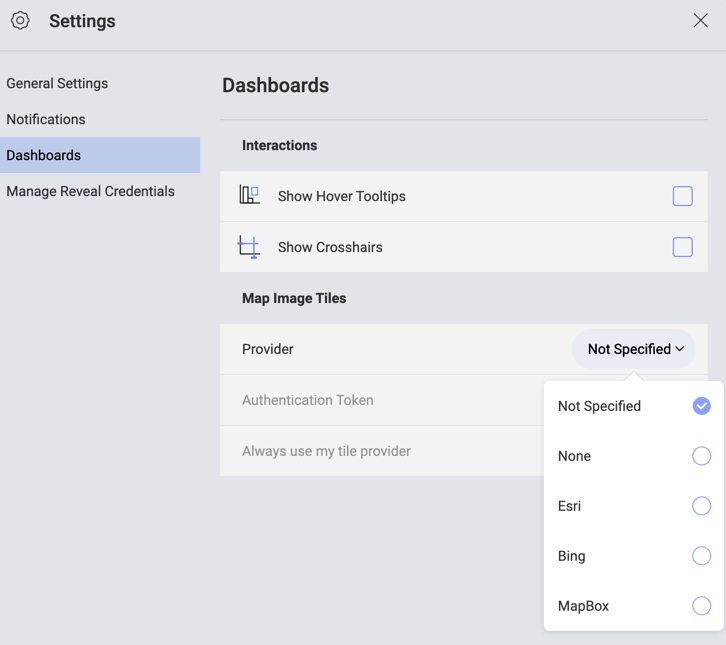 Settings
General Settings
Notifications
Dashboards
Manage Reveal Credentials
Dashboards
Interactions
Show Hover Tooltips
Show Crosshairs
Map Image Tiles
Provider
Not Specified
Authentication Token
Always use my tile provider
Not Specified
None
Esri
Bing
MapBox